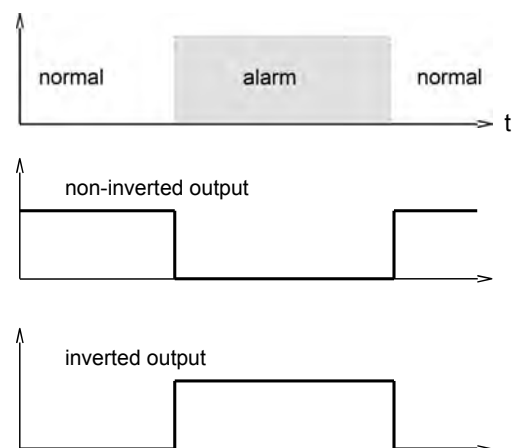 normal alarm normal
t
non-inverted output
inverted output